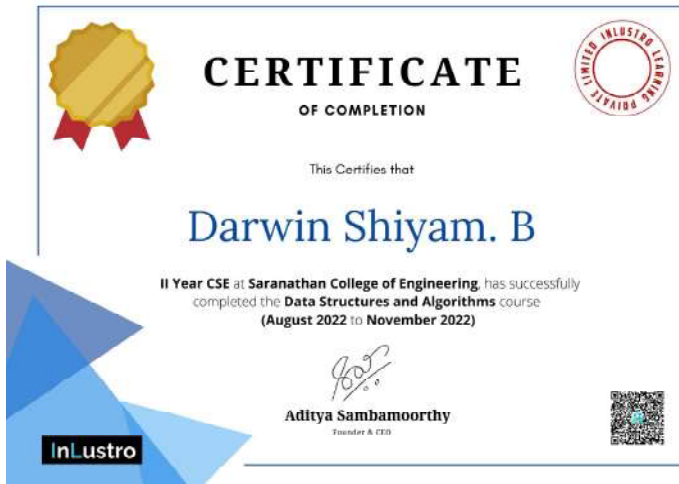 CERTIFICATE
OF COMPLETION
INLUSTRO LEARNING PRIVATE LIMITED
This Certifies that
Darwin Shiyam. B
II Year CSE at Saranathan College of Engineering, has successfully
completed the Data Structures and Algorithms course
(August 2022 to November 2022)
Aditya Sambamoorthy
Founder & CEO
InLustro